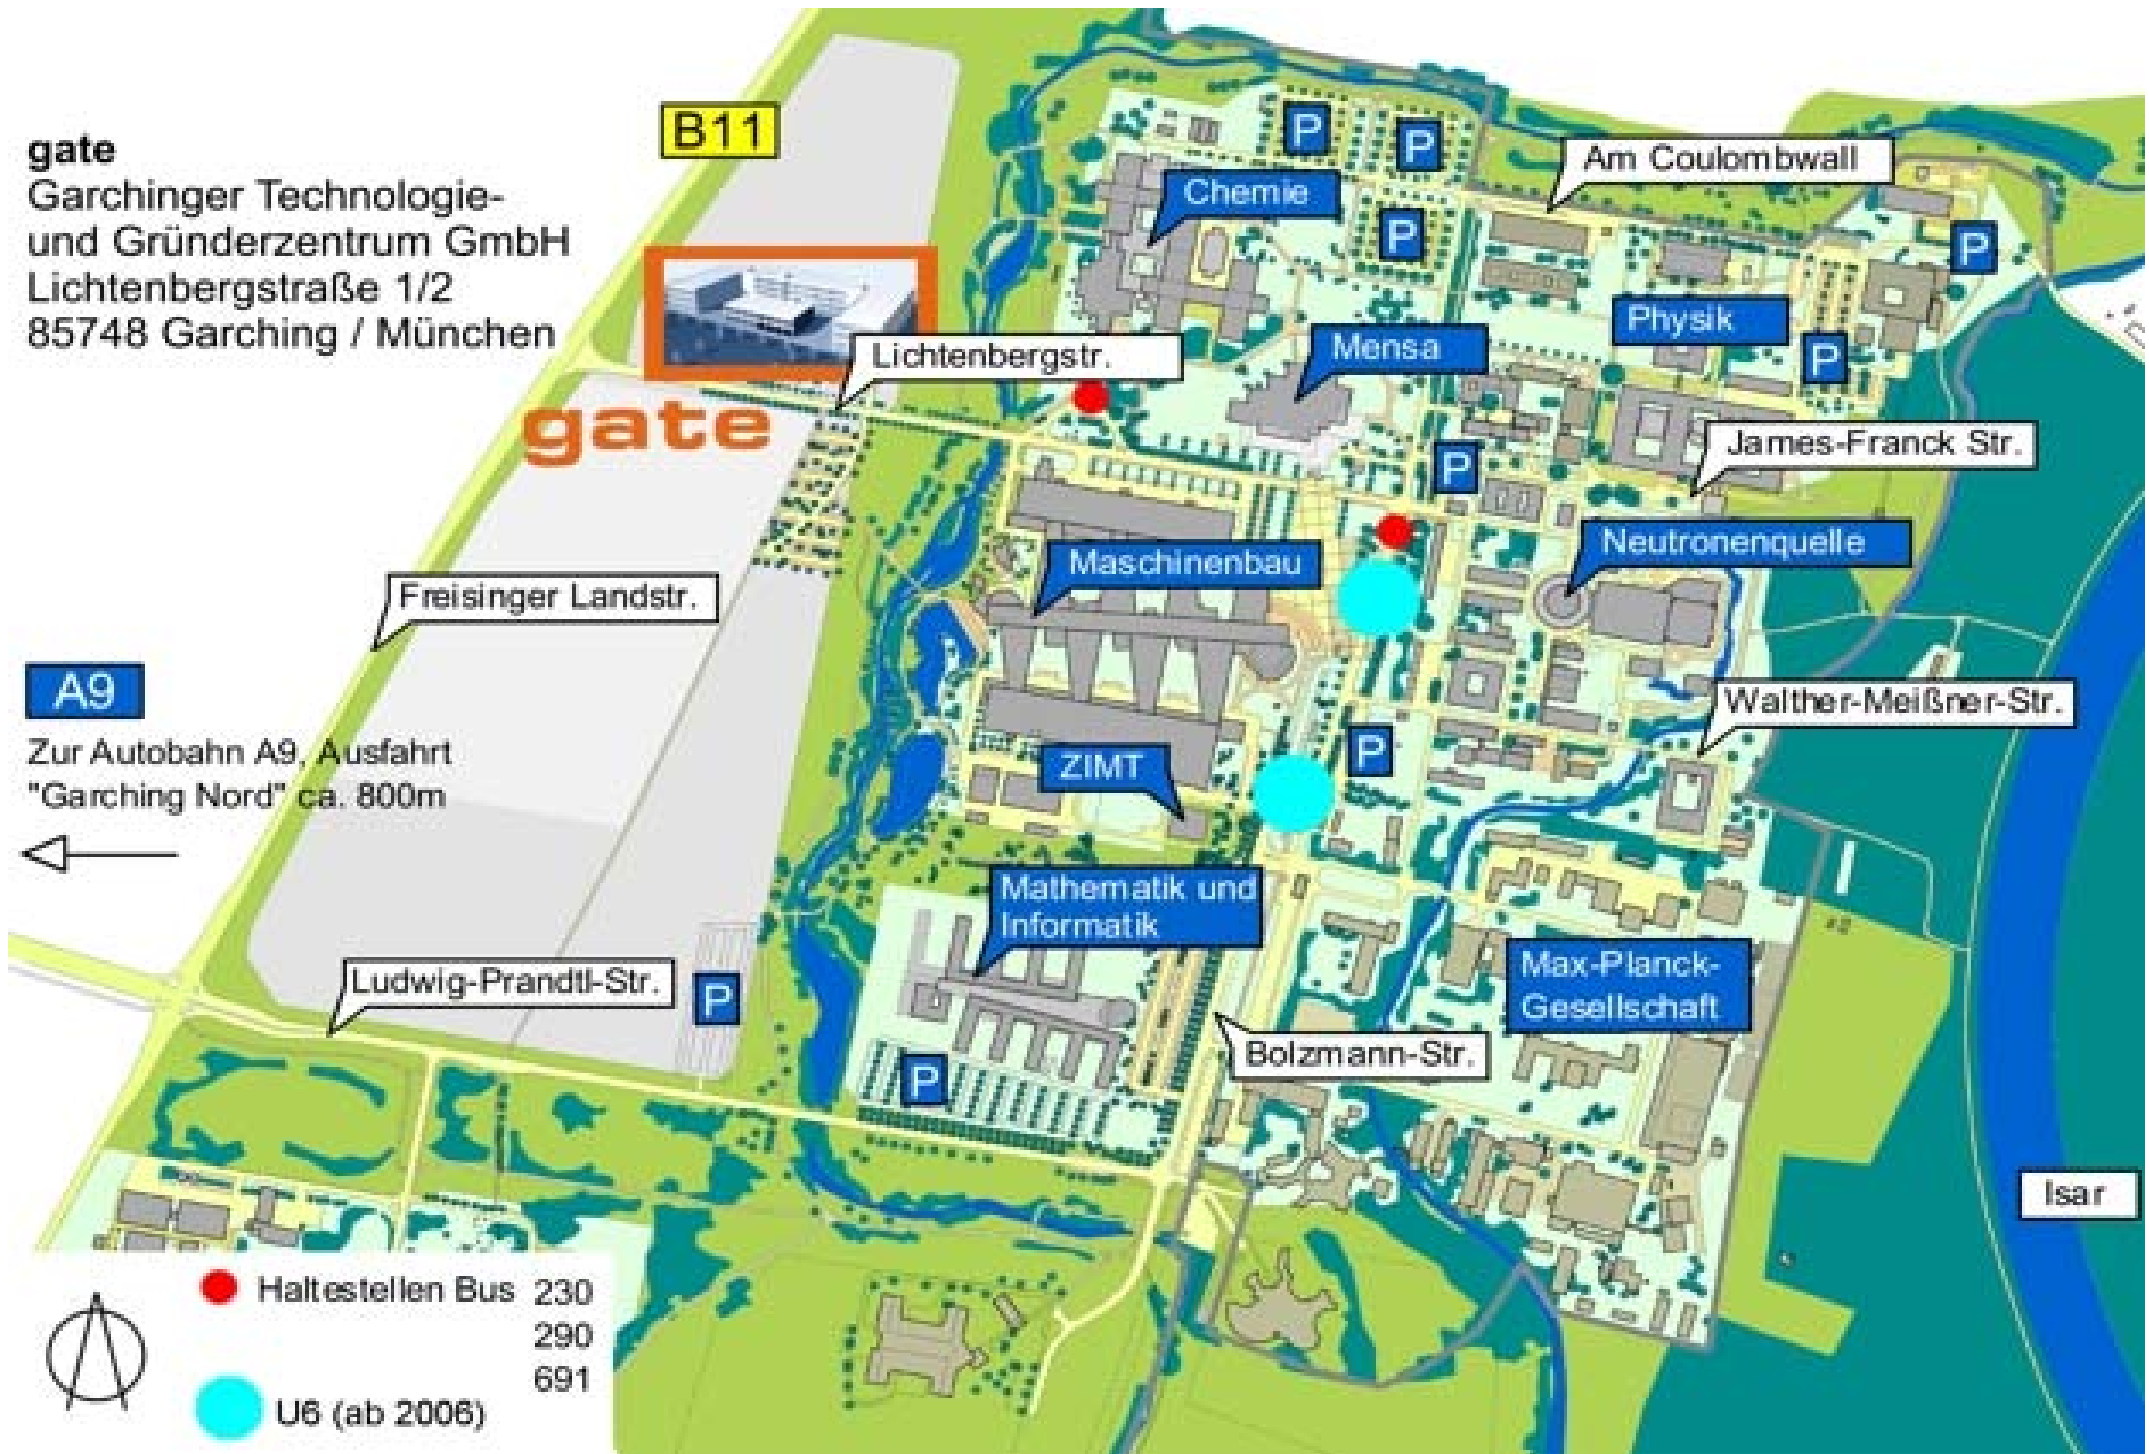 gate
Garchinger Technologie-
und Gründerzentrum GmbH
Lichtenbergstraße 1/2
85748 Garching / München
B11
P
P
Am Coulombwall
Chemie
P
P
Physik
Mensa
Lichtenbergstr.
P
gate
James-Franck Str.
P
Neutronenquelle
Maschinenbau
Freisinger Landstr.
A9
Zur Autobahn A9, Ausfahrt
"Garching Nord" ca. 800m
Walther-Meißner-Str.
P
ZIMT
Mathematik und
Informatik
Max-Planck-
Gesellschaft
Ludwig-Prandtl-Str.
P
Bolzmann-Str.
P
Isar
Haltestellen Bus 230
290
691
U6 (ab 2006)